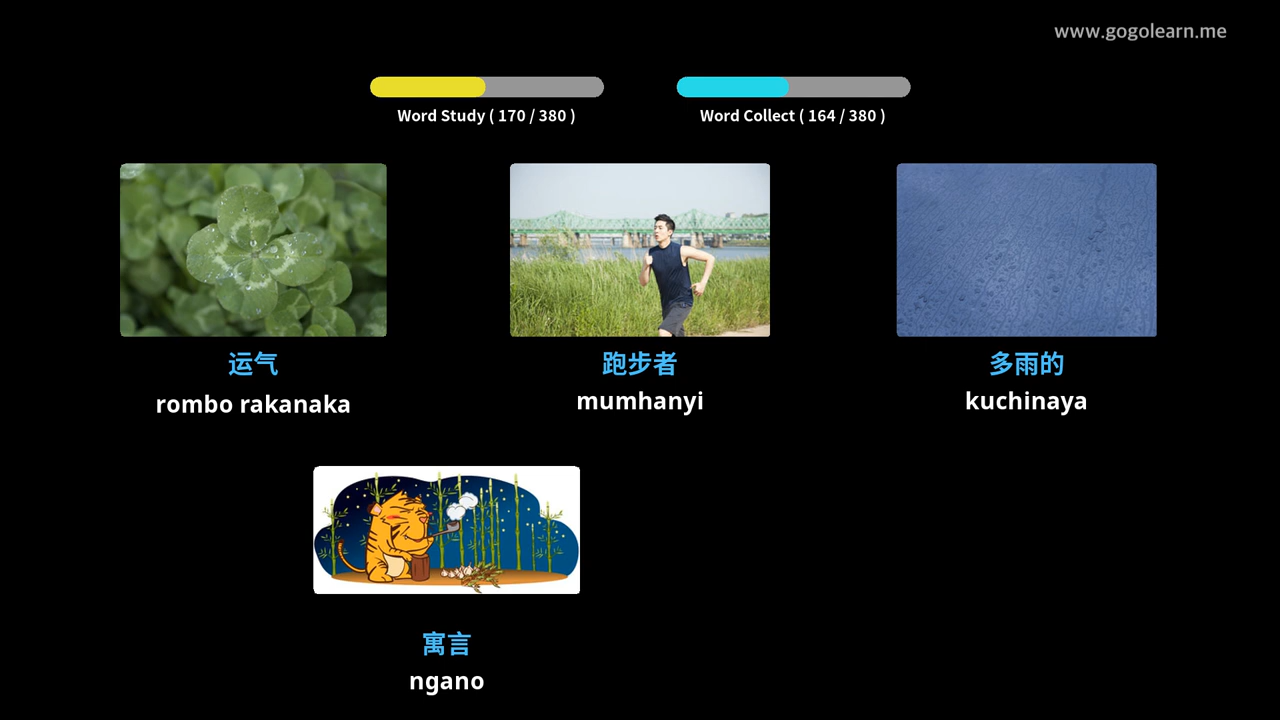 www.gogolearn.me
Word Study ( 170 / 380 )
Word Collect ( 164 / 380 )
运气
rombo rakanaka
跑步者
mumhanyi
多雨的
kuchinaya
寓言
ngano